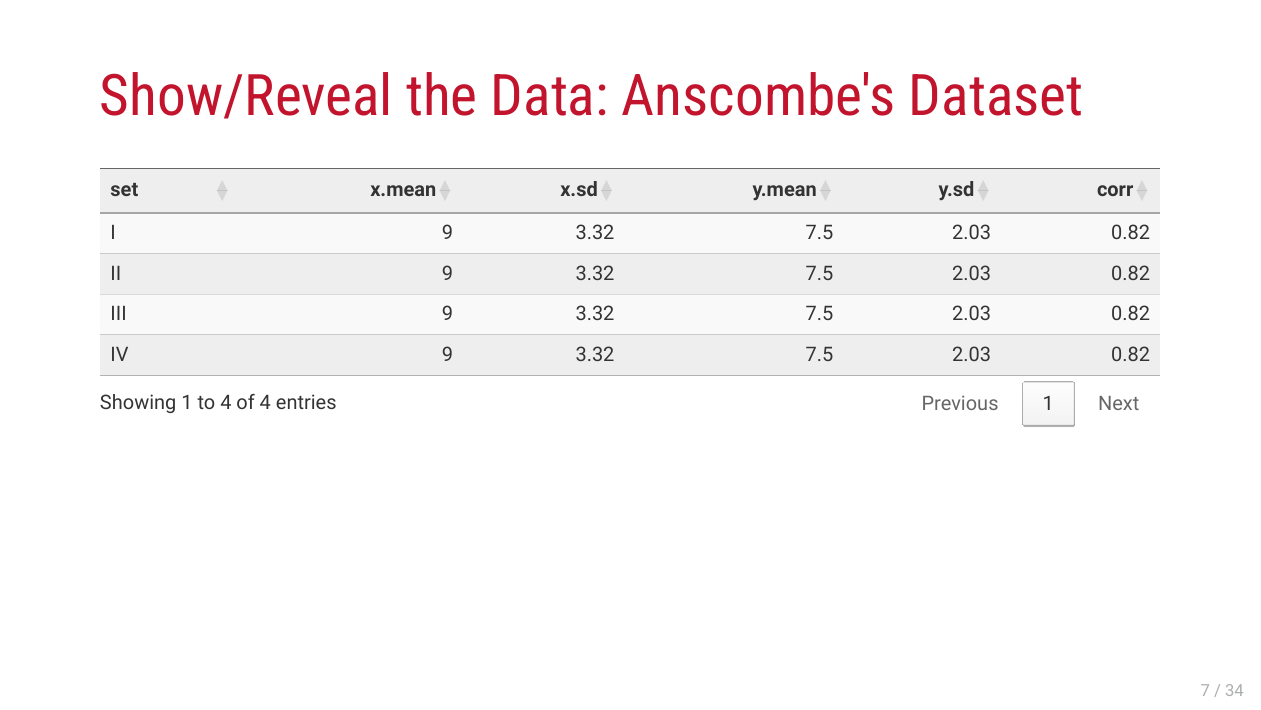 Show/Reveal the Data: Anscombe's Dataset
set x.mean x.sd y.mean y.sd corr
I 9 3.32 7.5 2.03 0.82
II 9 3.32 7.5 2.03 0.82
III 9 3.32 7.5 2.03 0.82
IV 9 3.32 7.5 2.03 0.82
Showing 1 to 4 of 4 entries Previous 1 Next
7 / 34